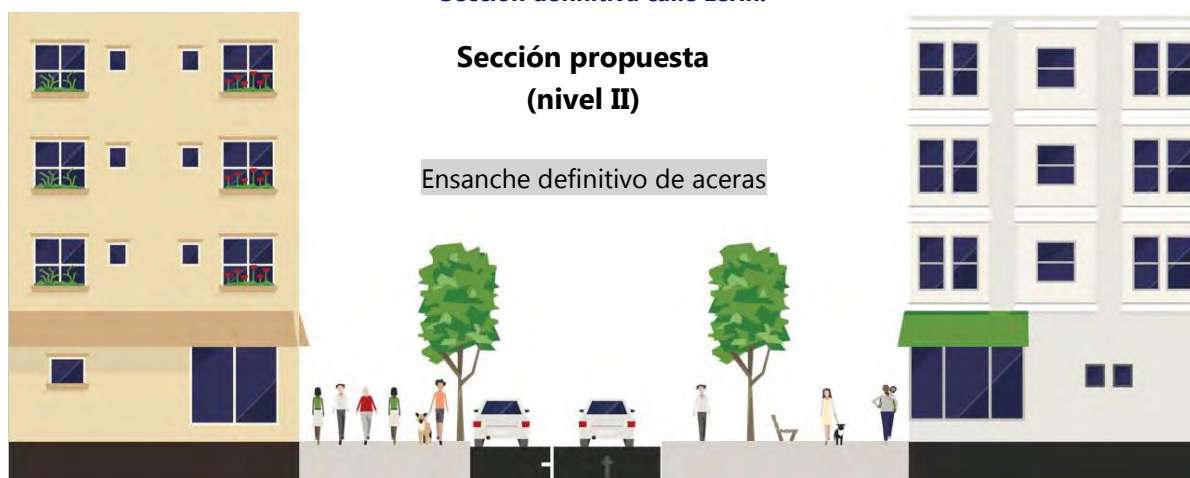 Sección propuesta
(nivel II)
Ensanche definitivo de aceras